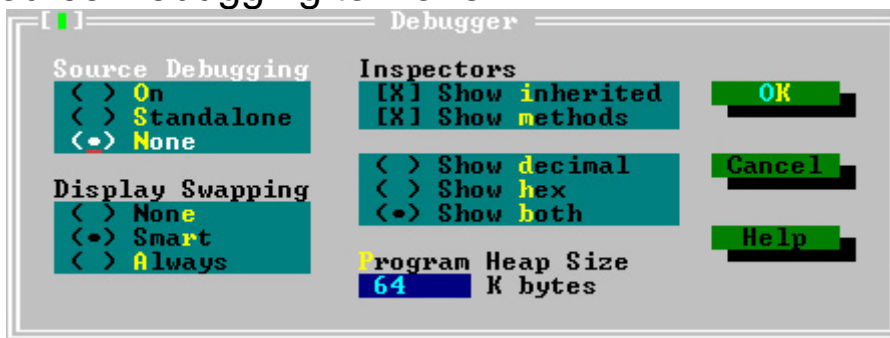 Debugger
Source Debugging
( ) On
( ) Standalone
(•) None
Display Swapping
( ) None
(•) Smart
( ) Always
Inspectors
[X] Show inherited
[X] Show methods
( ) Show decimal
( ) Show hex
(•) Show both
Program Heap Size
64 K bytes
OK
Cancel
Help